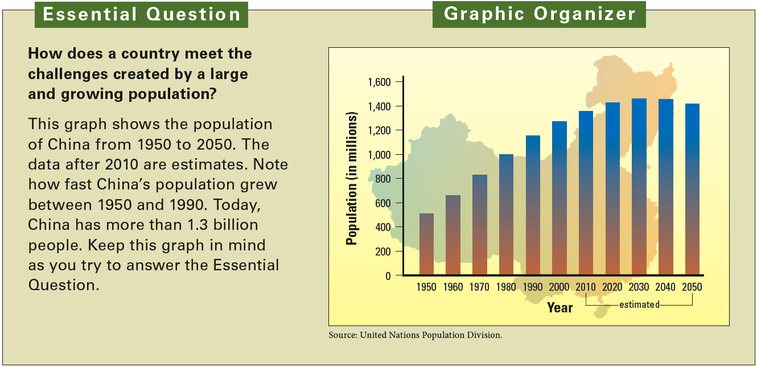 Essential Question
How does a country meet the
challenges created by a large
and growing population?
This graph shows the population
of China from 1950 to 2050. The
data after 2010 are estimates. Note
how fast China's population grew
between 1950 and 1990. Today,
China has more than 1.3 billion
people. Keep this graph in mind
as you try to answer the Essential
Question.
Graphic Organizer
Population (in millions)
1,600
1,400
1,200
1,000
800
600
400
200
0
1950 1960 1970 1980 1990 2000 2010 2020 2030 2040 2050
estimated
Year
Source: United Nations Population Division.